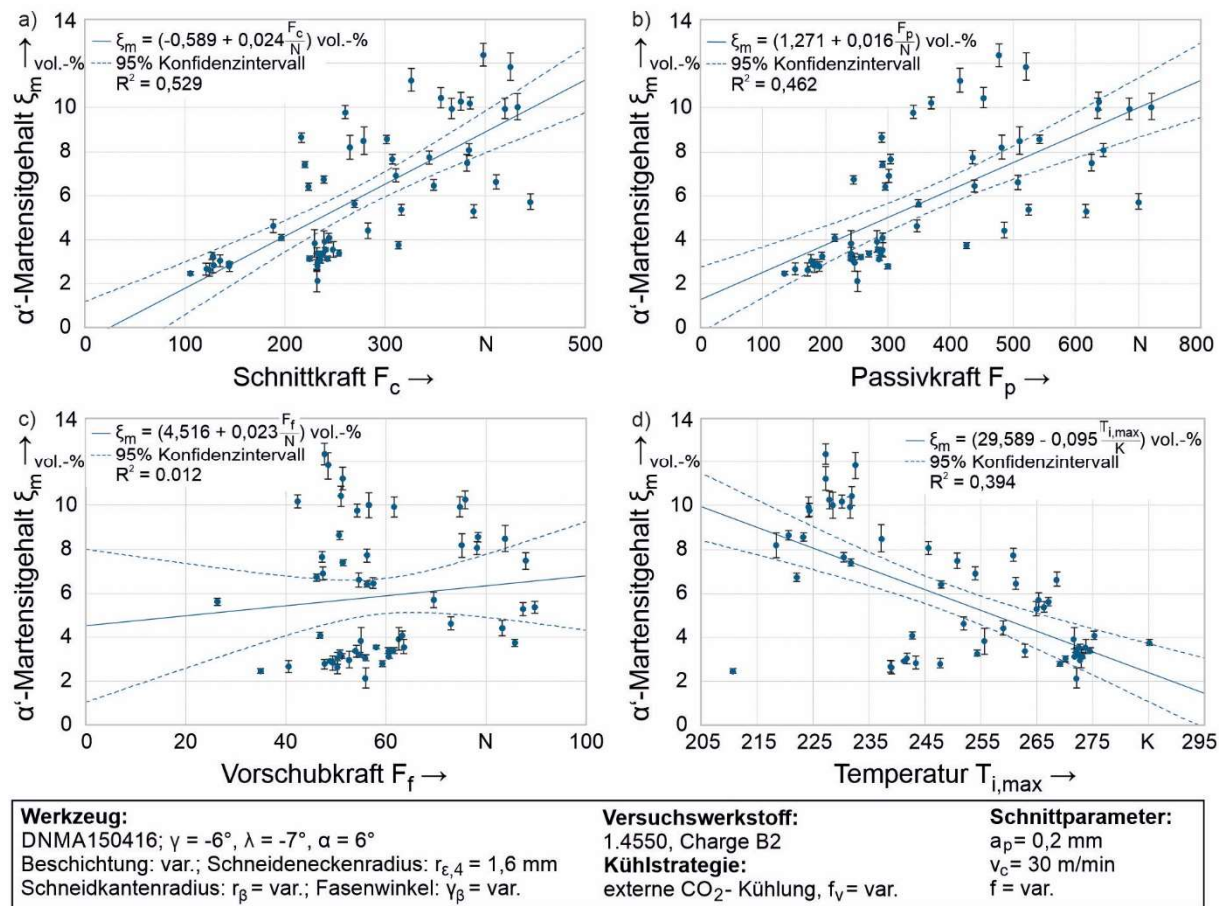 a)
α‘-Martensitgehalt ξm →
vol.-%
14
12
10
8
6
4
2
0
ξm = (-0,589 + 0,024 Fc/N) vol.-%
95% Konfidenzintervall
R² = 0,529
0 100 200 300 N 500
Schnittkraft Fc →
b)
α‘-Martensitgehalt ξm →
vol.-%
14
12
10
8
6
4
2
0
ξm = (1,271 + 0,016 Fp/N) vol.-%
95% Konfidenzintervall
R² = 0,462
0 100 200 300 400 500 600 N 800
Passivkraft Fp →
c)
α‘-Martensitgehalt ξm →
vol.-%
14
12
10
8
6
4
2
0
ξm = (4,516 + 0,023 Ff/N) vol.-%
95% Konfidenzintervall
R² = 0.012
0 20 40 60 N 100
Vorschubkraft Ff →
d)
α‘-Martensitgehalt ξm →
vol.-%
14
12
10
8
6
4
2
0
ξm = (29,589 - 0,095 Ti,max/K) vol.-%
95% Konfidenzintervall
R² = 0,394
205 215 225 235 245 255 265 275 K 295
Temperatur Ti,max →
Werkzeug:
DNMA150416; γ = -6°, λ = -7°, α = 6°
Beschichtung: var.; Schneideneckenradius: rε,4 = 1,6 mm
Schneidkantenradius: rβ = var.; Fasenwinkel: γβ = var.
Versuchswerkstoff:
1.4550, Charge B2
Kühlstrategie:
externe CO₂- Kühlung, fv = var.
Schnittparameter:
ap = 0,2 mm
vc = 30 m/min
f = var.